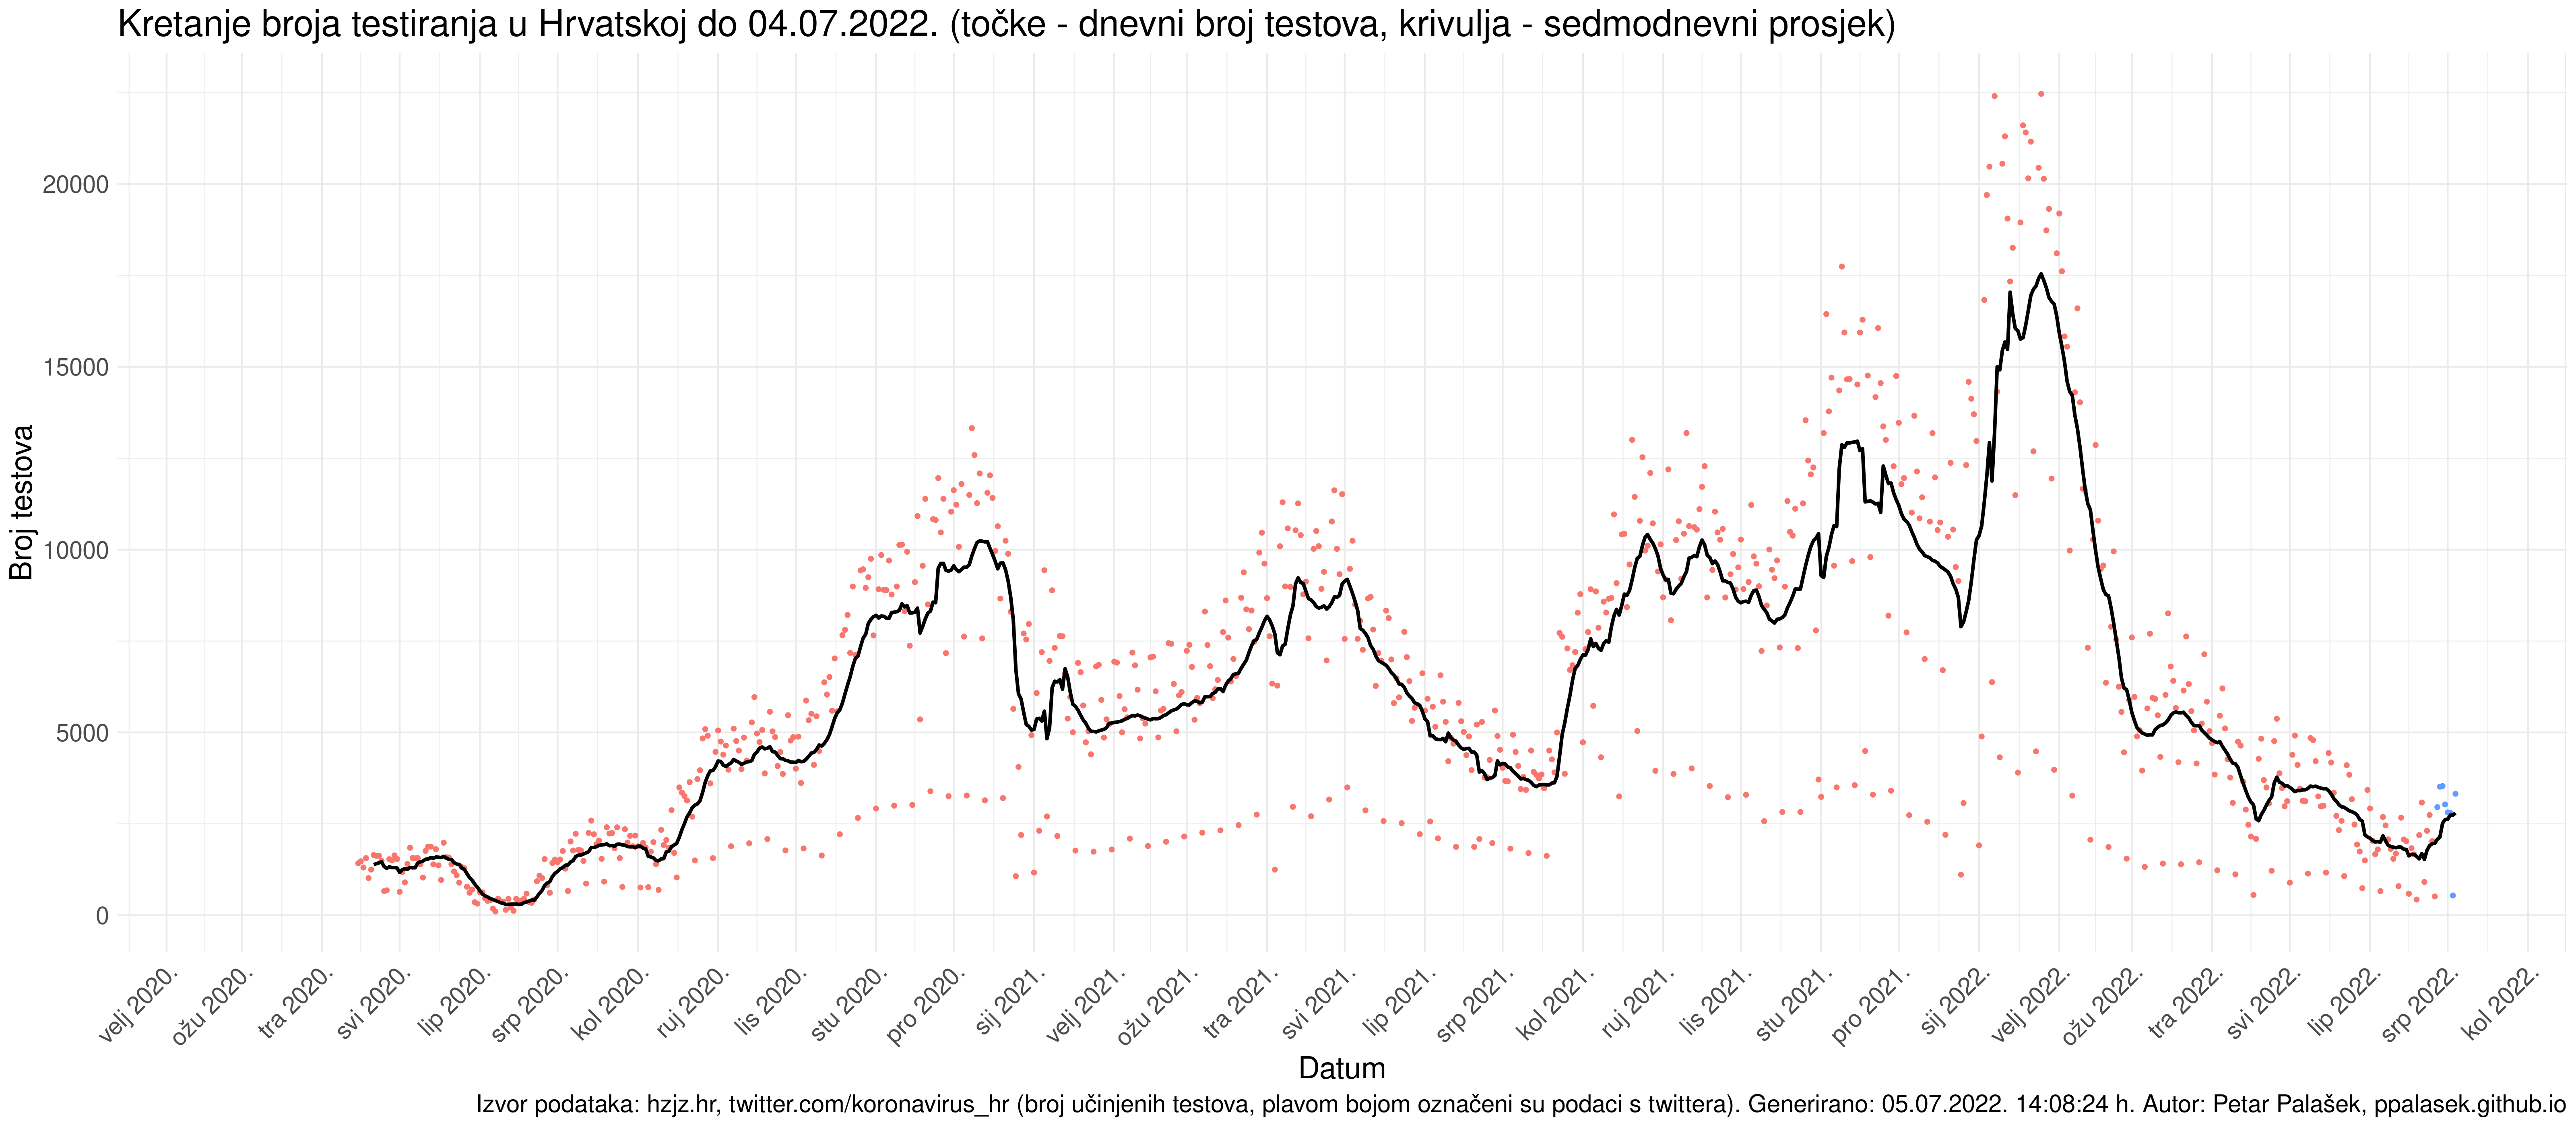 Kretanje broja testiranja u Hrvatskoj do 04.07.2022. (točke - dnevni broj testova, krivulja - sedmodnevni prosjek)
Broj testova
20000
15000
10000
5000
0
velj 2020.
ožu 2020.
tra 2020.
svi 2020.
lip 2020.
srp 2020.
kol 2020.
ruj 2020.
lis 2020.
stu 2020.
pro 2020.
sij 2021.
velj 2021.
ožu 2021.
tra 2021.
svi 2021.
lip 2021.
srp 2021.
kol 2021.
ruj 2021.
lis 2021.
stu 2021.
pro 2021.
sij 2022.
velj 2022.
ožu 2022.
tra 2022.
svi 2022.
lip 2022.
srp 2022.
kol 2022.
Datum
Izvor podataka: hzjz.hr, twitter.com/koronavirus_hr (broj učinjenih testova, plavom bojom označeni su podaci s twittera). Generirano: 05.07.2022. 14:08:24 h. Autor: Petar Palašek, ppalasek.github.io